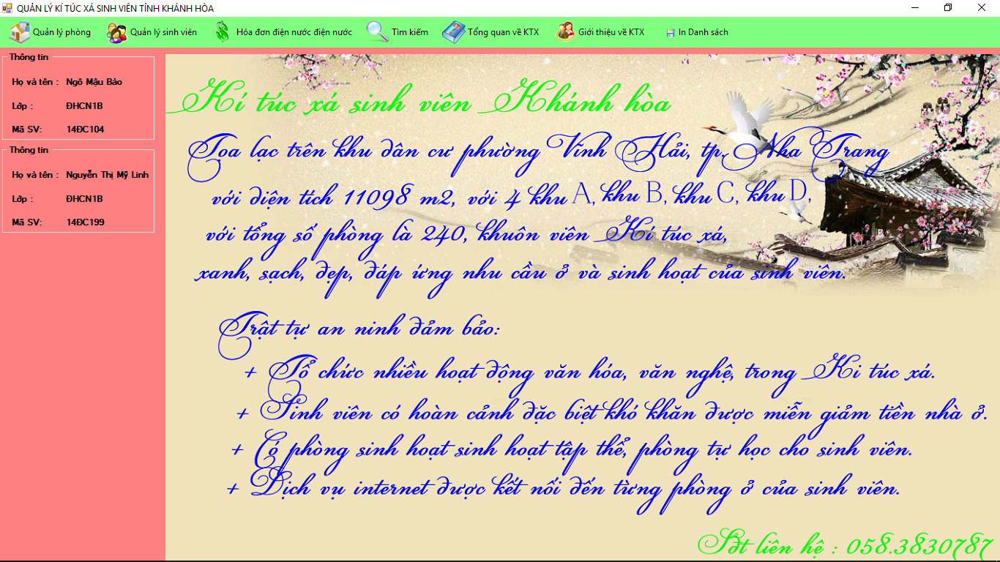 QUẢN LÝ KÍ TÚC XÁ SINH VIÊN TỈNH KHÁNH HÒA
Quản lý phòng Quản lý sinh viên Hóa đơn điện nước điện nước Tìm kiếm Tổng quan về KTX Giới thiệu về KTX In Danh sách
Thông tin
Họ và tên : Ngô Mậu Bảo
Lớp : ĐHCN1B
Mã SV: 14ĐC104
Thông tin
Họ và tên : Nguyễn Thị Mỹ Linh
Lớp : ĐHCN1B
Mã SV: 14ĐC199
Kí túc xá sinh viên Khánh hòa
Tọa lạc trên khu dân cư phường Vĩnh Hải, tp. Nha Trang
với diện tích 11098 m2, với 4 khu A, khu B, khu C, khu D,
với tổng số phòng là 240, khuôn viên Kí túc xá,
xanh, sạch, đẹp, đáp ứng nhu cầu ở và sinh hoạt của sinh viên.
Trật tự an ninh đảm bảo:
+ Tổ chức nhiều hoạt động văn hóa, văn nghệ, trong Kí túc xá.
+ Sinh viên có hoàn cảnh đặc biệt khó khăn được miễn giảm tiền nhà ở.
+ Có phòng sinh hoạt sinh hoạt tập thể, phòng tự học cho sinh viên.
+ Dịch vụ internet được kết nối đến từng phòng ở của sinh viên.
Sđt liên hệ : 058.3830787